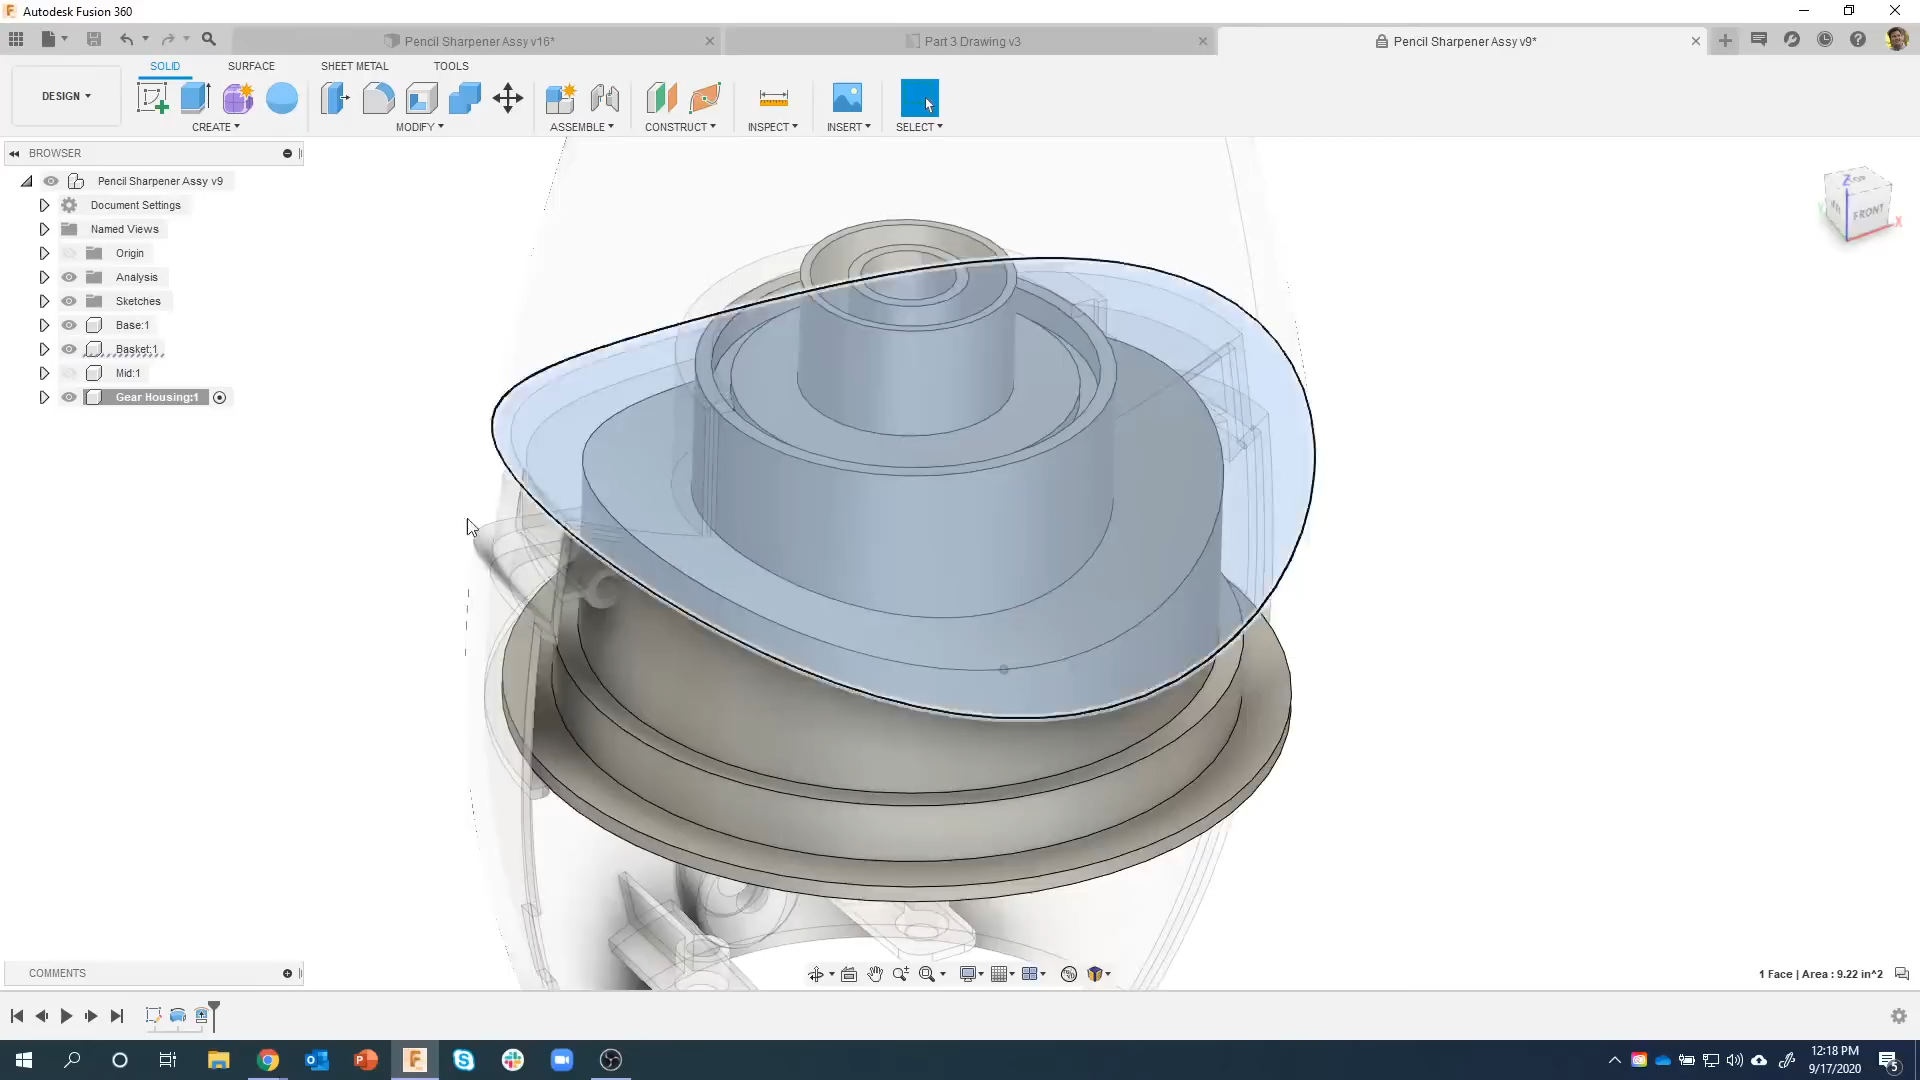 Autodesk Fusion 360
Pencil Sharpener Assy v16*
Part 3 Drawing v3
Pencil Sharpener Assy v9*
DESIGN
SOLID
SURFACE
SHEET METAL
TOOLS
CREATE
MODIFY
ASSEMBLE
CONSTRUCT
INSPECT
INSERT
SELECT
BROWSER
Pencil Sharpener Assy v9
Document Settings
Named Views
Origin
Analysis
Sketches
Base:1
Basket:1
Mid:1
Gear Housing:1
Z
FRONT
X
COMMENTS
1 Face | Area : 9.22 in^2
12:18 PM
9/17/2020
5